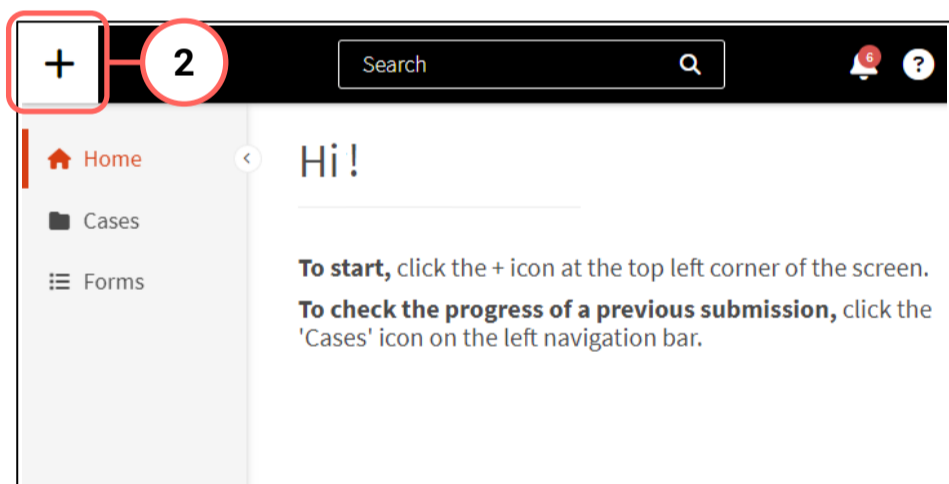 +
2
Search
6
?
Home
Hi !
Cases
Forms
To start, click the + icon at the top left corner of the screen.
To check the progress of a previous submission, click the
'Cases' icon on the left navigation bar.